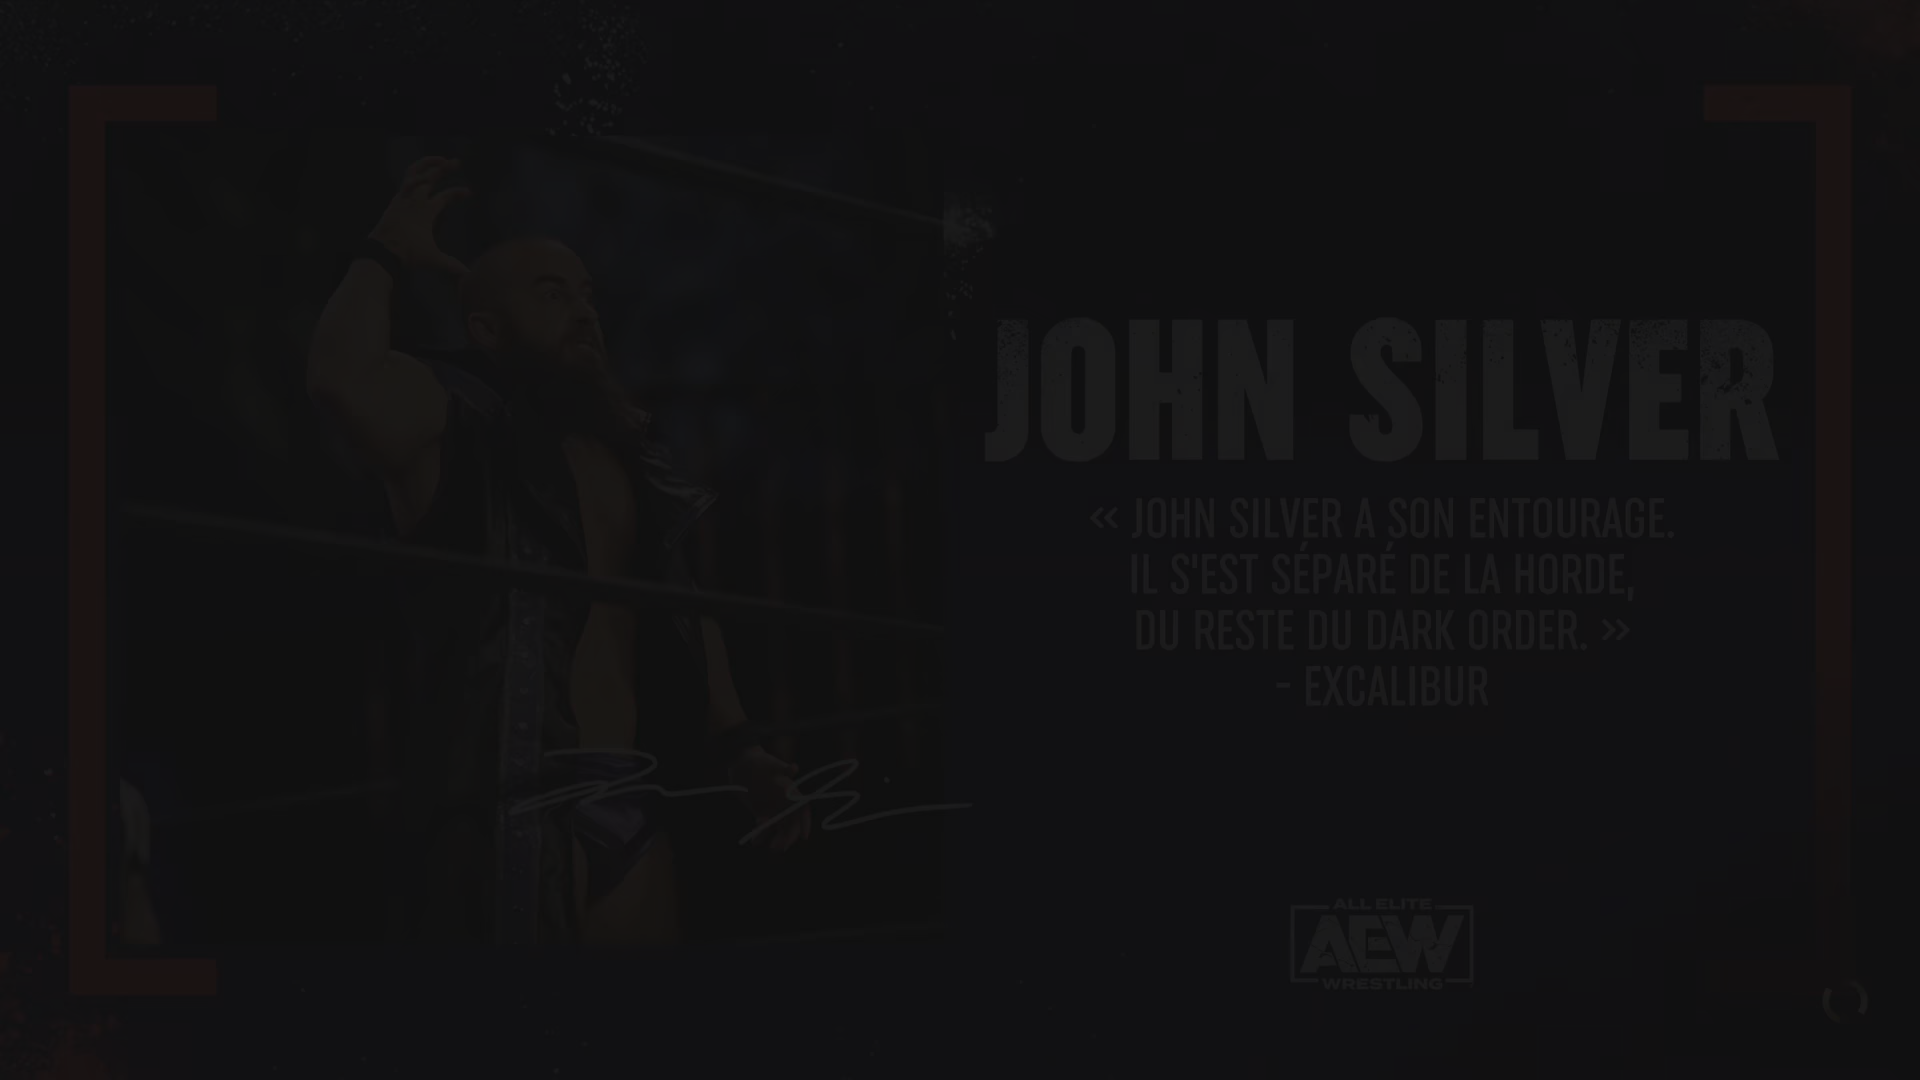 JOHN SILVER
« JOHN SILVER A SON ENTOURAGE.
IL S'EST SÉPARÉ DE LA HORDE,
DU RESTE DU DARK ORDER. »
- EXCALIBUR
ALL ELITE
AEW
WRESTLING